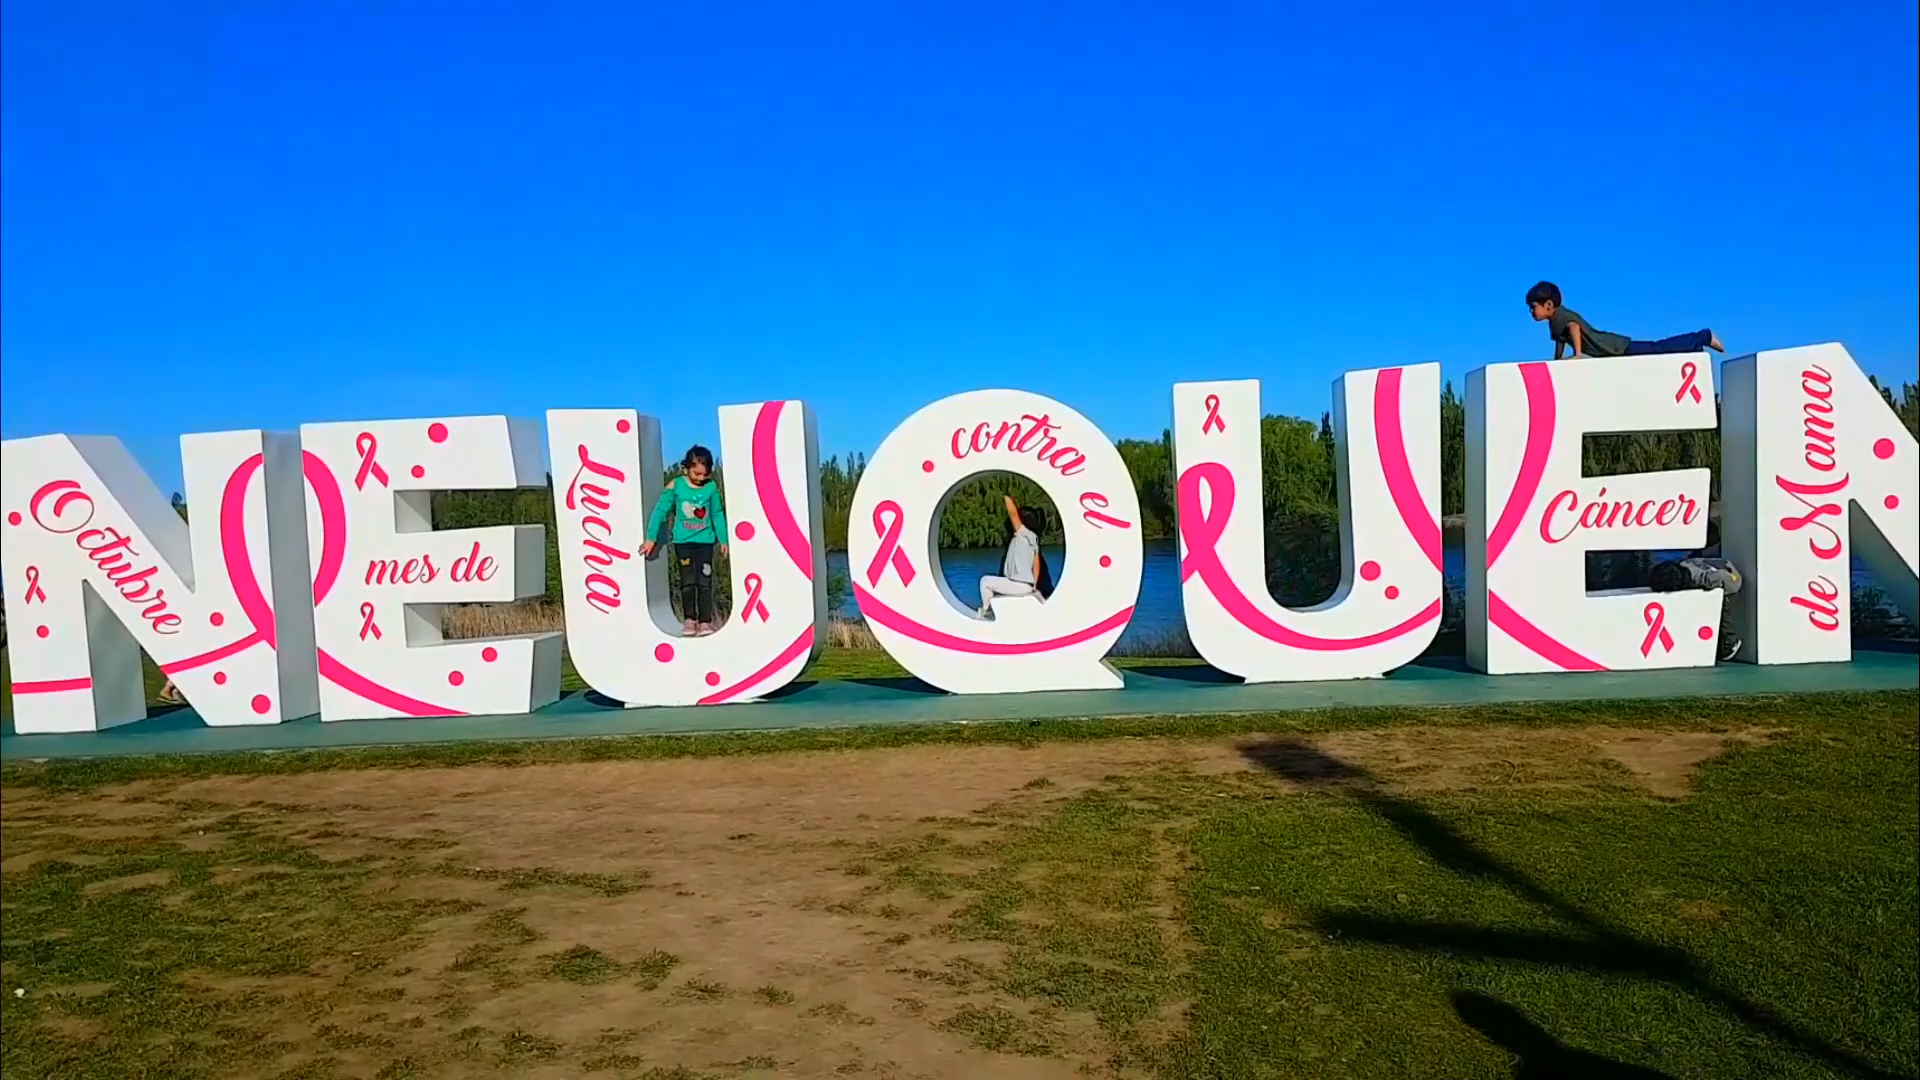 NEUQUEN
Octubre
mes de
Lucha
contra el
Cáncer
de Mama